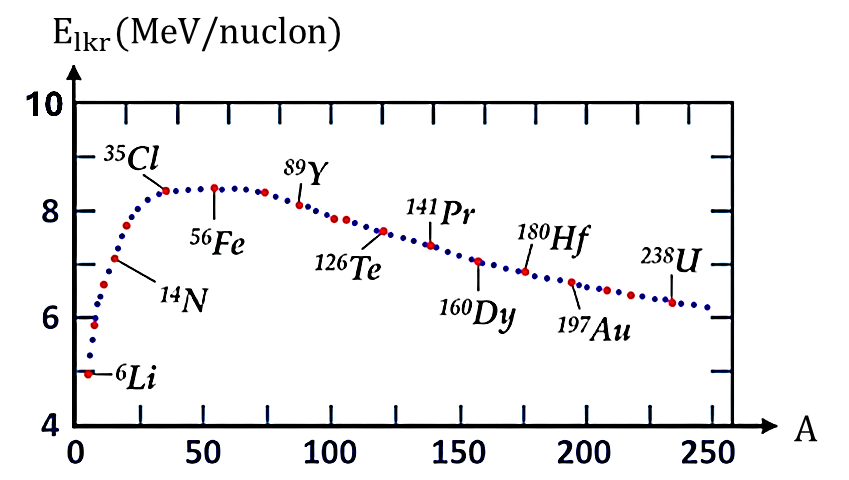 E_lkr (MeV/nuclon)
10
8
6
4
³⁵Cl
⁸⁹Y
⁵⁶Fe
¹⁴¹Pr
¹²⁶Te
¹⁸⁰Hf
²³⁸U
¹⁴N
¹⁶⁰Dy
¹⁹⁷Au
⁶Li
A
0 50 100 150 200 250